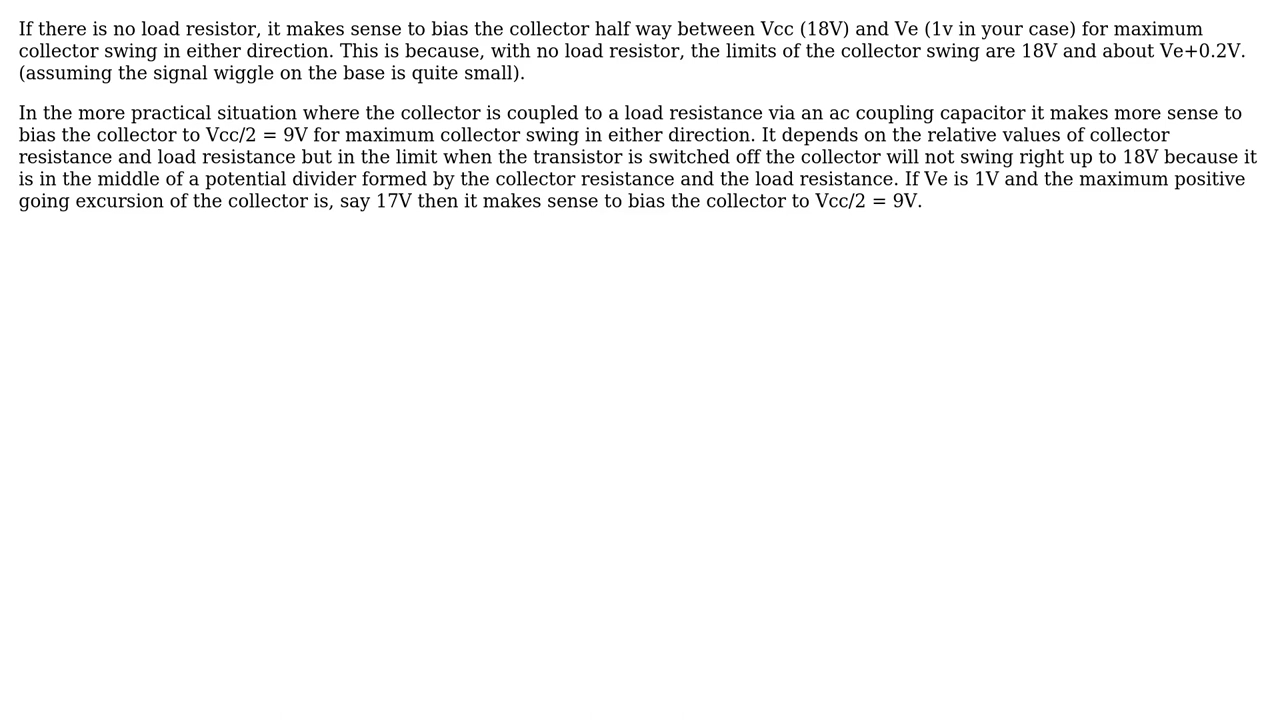 If there is no load resistor, it makes sense to bias the collector half way between Vcc (18V) and Ve (1v in your case) for maximum
collector swing in either direction. This is because, with no load resistor, the limits of the collector swing are 18V and about Ve+0.2V.
(assuming the signal wiggle on the base is quite small).
In the more practical situation where the collector is coupled to a load resistance via an ac coupling capacitor it makes more sense to
bias the collector to Vcc/2 = 9V for maximum collector swing in either direction. It depends on the relative values of collector
resistance and load resistance but in the limit when the transistor is switched off the collector will not swing right up to 18V because it
is in the middle of a potential divider formed by the collector resistance and the load resistance. If Ve is 1V and the maximum positive
going excursion of the collector is, say 17V then it makes sense to bias the collector to Vcc/2 = 9V.